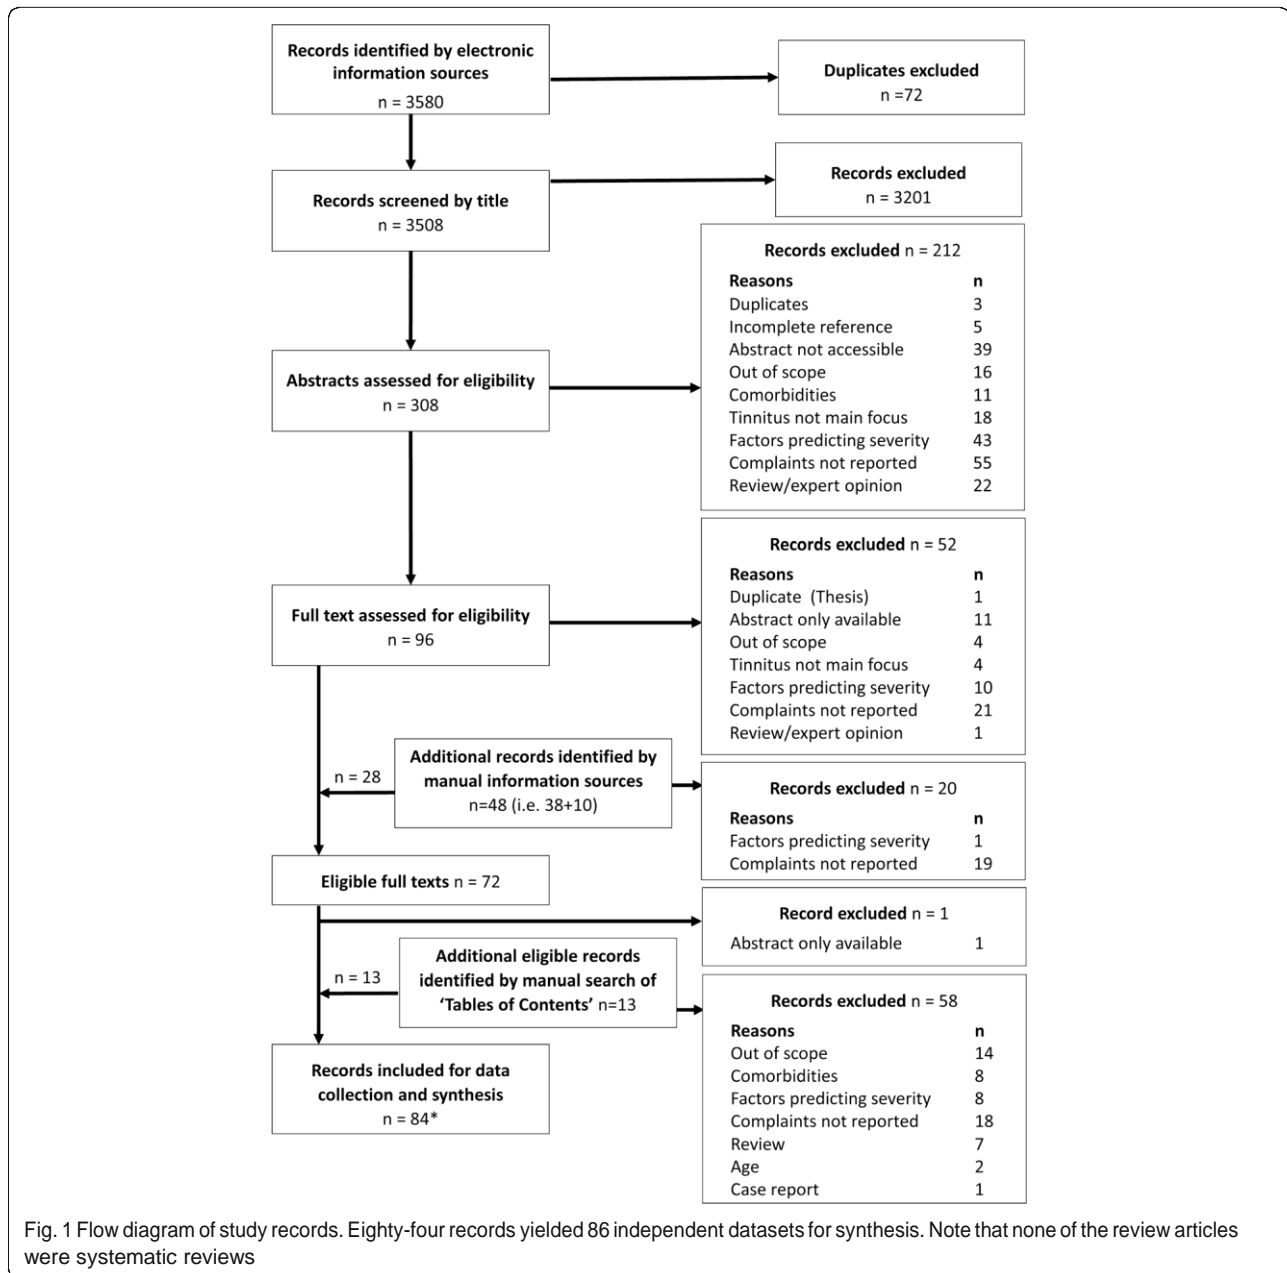 Records identified by electronic
information sources
n = 3580
Duplicates excluded
n =72
Records screened by title
n = 3508
Records excluded
n = 3201
Abstracts assessed for eligibility
n = 308
Records excluded n = 212
Reasons n
Duplicates 3
Incomplete reference 5
Abstract not accessible 39
Out of scope 16
Comorbidities 11
Tinnitus not main focus 18
Factors predicting severity 43
Complaints not reported 55
Review/expert opinion 22
Full text assessed for eligibility
n = 96
Records excluded n = 52
Reasons n
Duplicate (Thesis) 1
Abstract only available 11
Out of scope 4
Tinnitus not main focus 4
Factors predicting severity 10
Complaints not reported 21
Review/expert opinion 1
n = 28
Additional records identified by
manual information sources
n=48 (i.e. 38+10)
Records excluded n = 20
Reasons n
Factors predicting severity 1
Complaints not reported 19
Eligible full texts n = 72
Record excluded n = 1
Abstract only available 1
n = 13
Additional eligible records
identified by manual search of
‘Tables of Contents’ n=13
Records excluded n = 58
Reasons n
Out of scope 14
Comorbidities 8
Factors predicting severity 8
Complaints not reported 18
Review 7
Age 2
Case report 1
Records included for data
collection and synthesis
n = 84*
Fig. 1 Flow diagram of study records. Eighty-four records yielded 86 independent datasets for synthesis. Note that none of the review articles
were systematic reviews